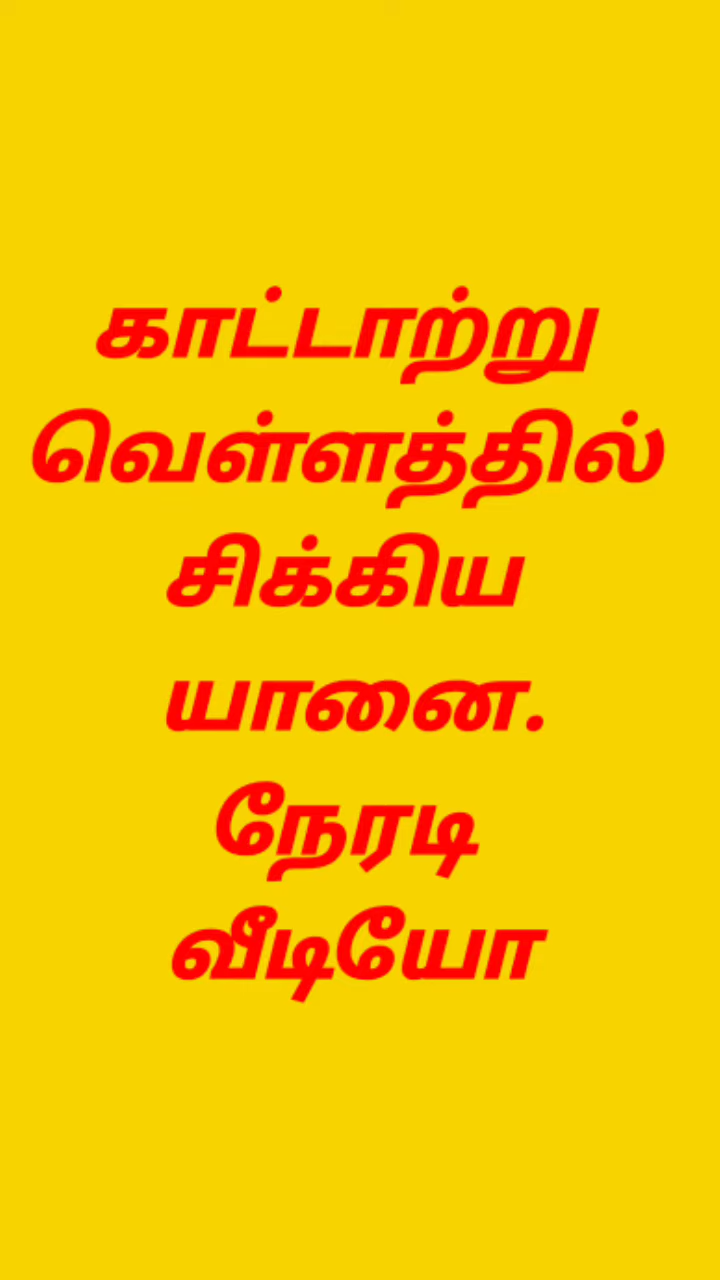 காட்டாற்று
வெள்ளத்தில்
சிக்கிய
யானை.
நேரடி
வீடியோ